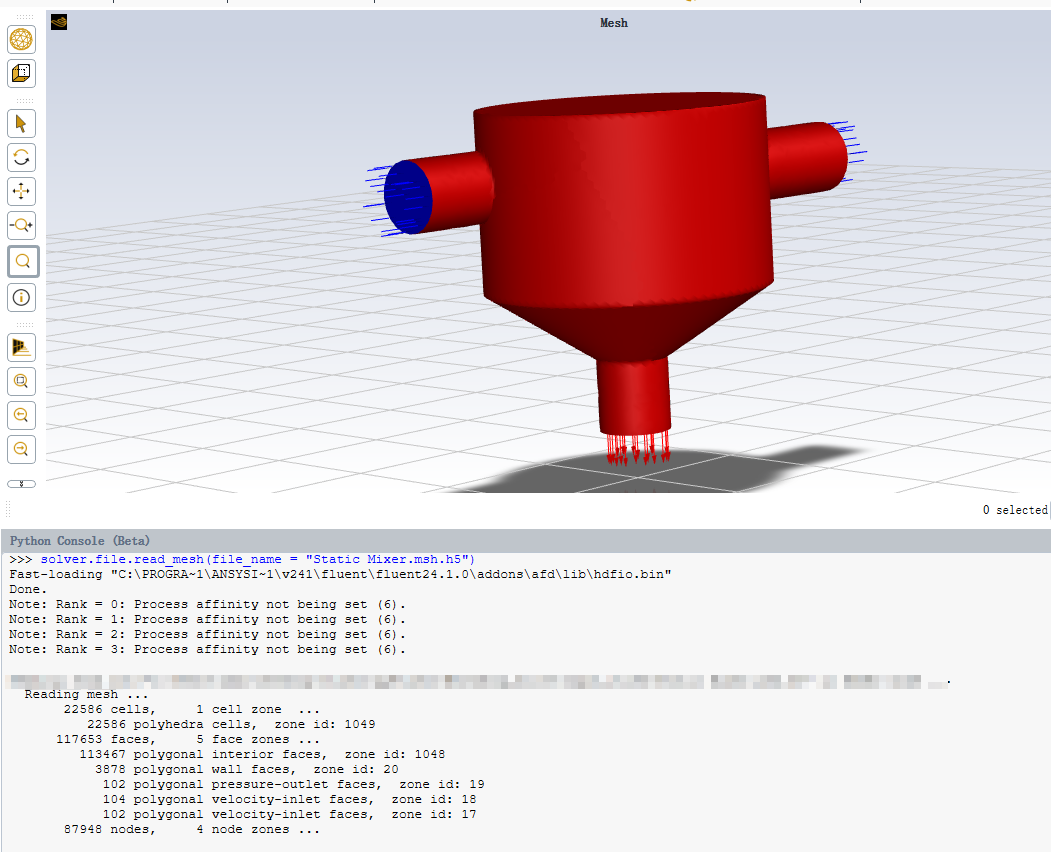 Mesh
0 selected
Python Console (Beta)
>>> solver.file.read_mesh(file_name = "Static Mixer.msh.h5")
Fast-loading "C:\PROGRA~1\ANSYSI~1\v241\fluent\fluent24.1.0\addons\afd\lib\hdfio.bin"
Done.
Note: Rank = 0: Process affinity not being set (6).
Note: Rank = 1: Process affinity not being set (6).
Note: Rank = 2: Process affinity not being set (6).
Note: Rank = 3: Process affinity not being set (6).
Reading mesh ...
22586 cells,     1 cell zone  ...
22586 polyhedra cells,  zone id: 1049
117653 faces,     5 face zones ...
113467 polygonal interior faces,  zone id: 1048
3878 polygonal wall faces,  zone id: 20
102 polygonal pressure-outlet faces,  zone id: 19
104 polygonal velocity-inlet faces,  zone id: 18
102 polygonal velocity-inlet faces,  zone id: 17
87948 nodes,     4 node zones ...